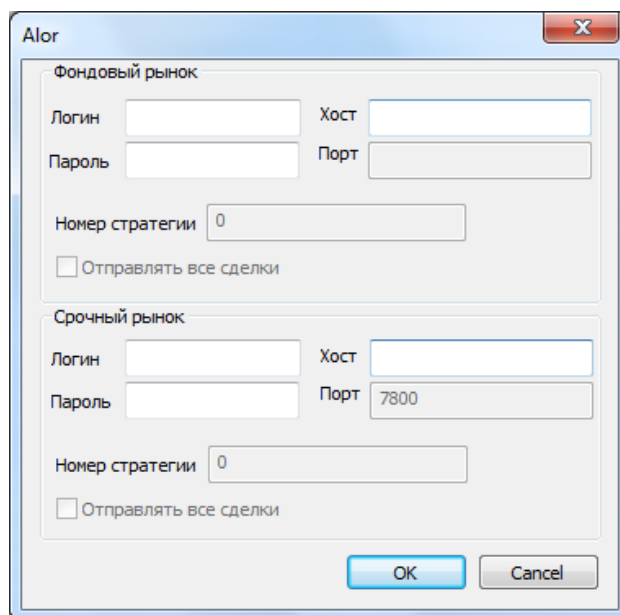 Alor
Фондовый рынок
Логин
Хост
Пароль
Порт
Номер стратегии 0
Отправлять все сделки
Срочный рынок
Логин
Хост
Пароль
Порт 7800
Номер стратегии 0
Отправлять все сделки
OK Cancel